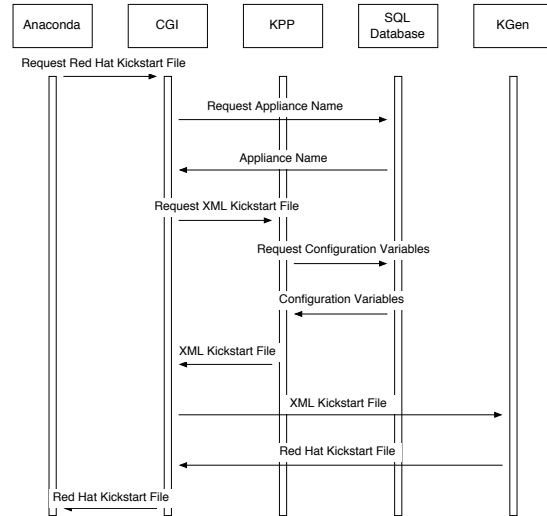 Anaconda
CGI
KPP
SQL
Database
KGen
Request Red Hat Kickstart File
Request Appliance Name
Appliance Name
Request XML Kickstart File
Request Configuration Variables
Configuration Variables
XML Kickstart File
XML Kickstart File
Red Hat Kickstart File
Red Hat Kickstart File